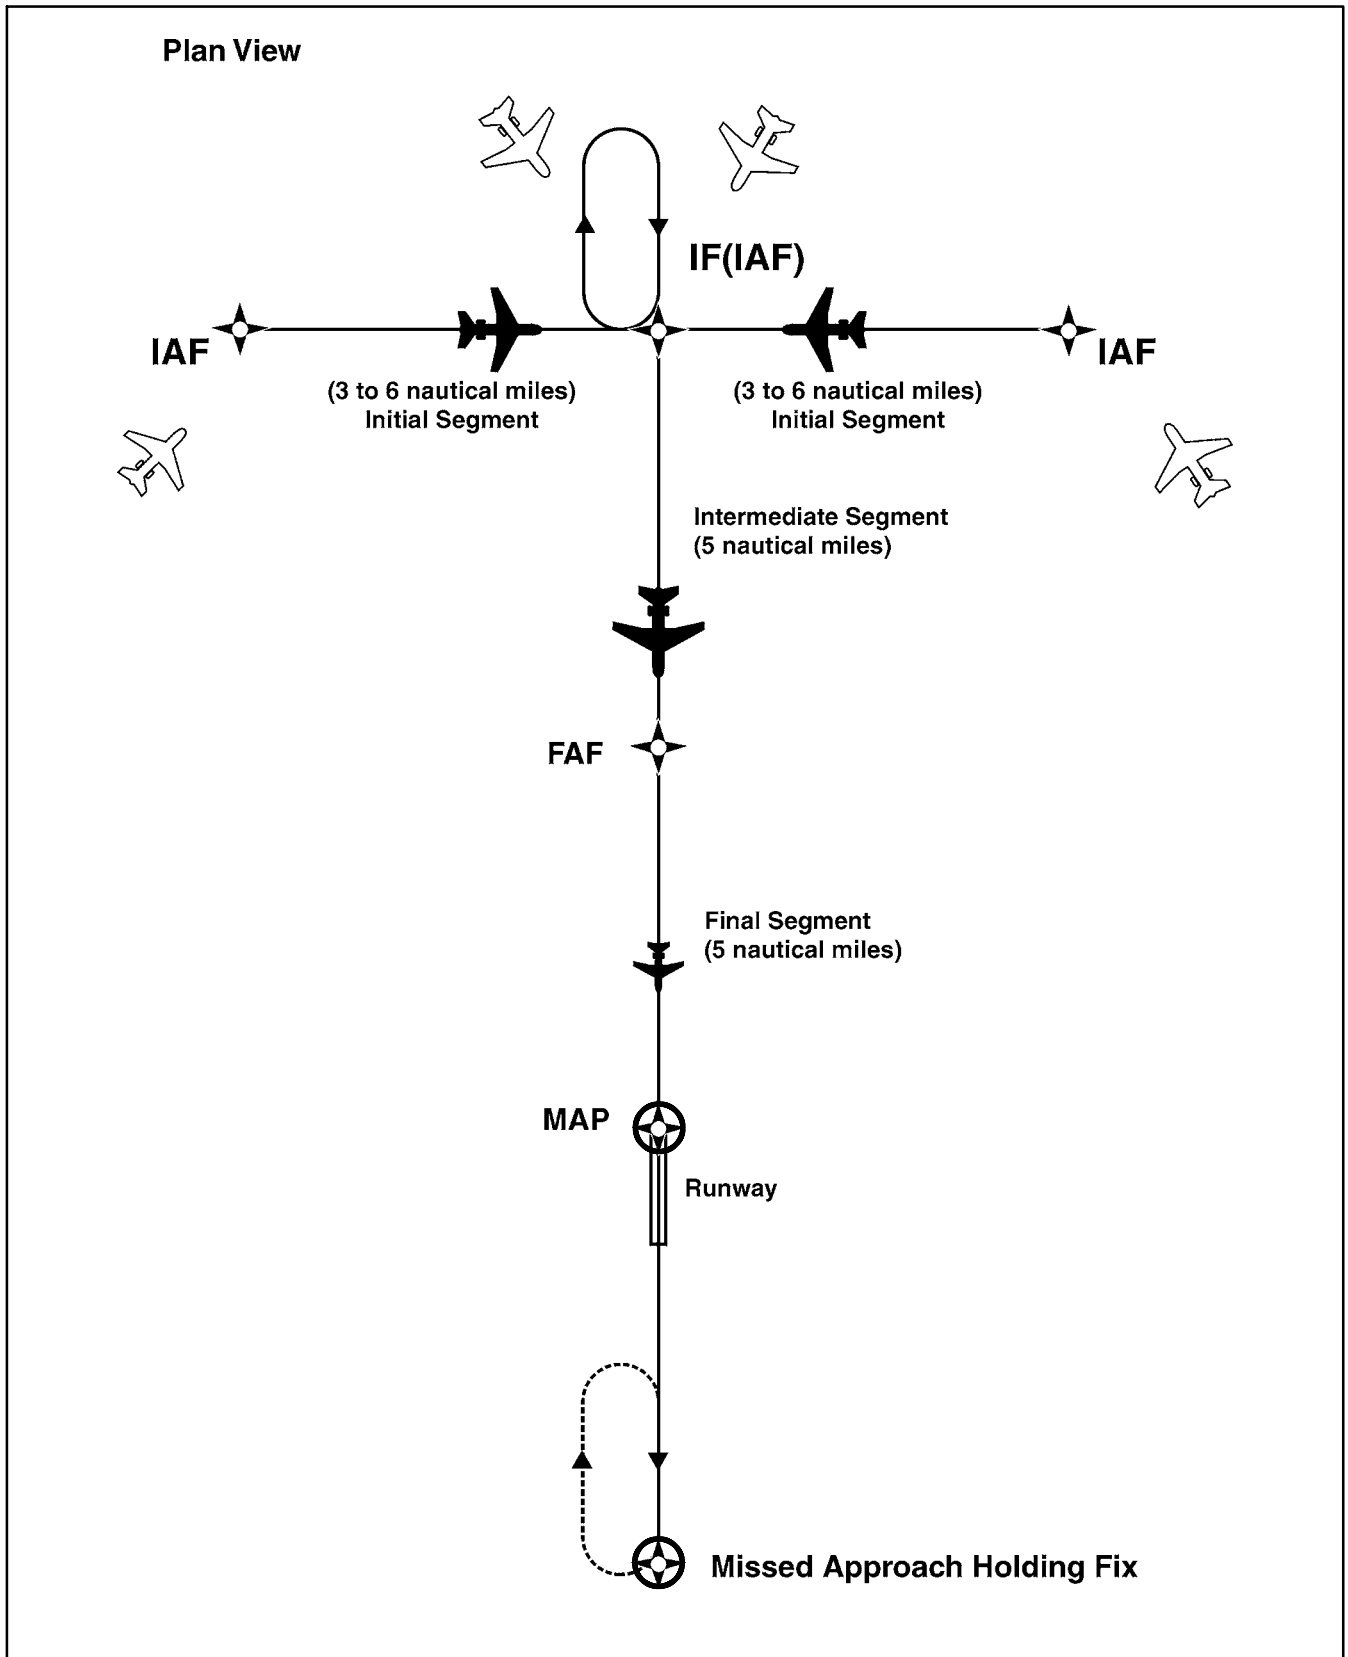 Plan View
IF(IAF)
IAF
IAF
(3 to 6 nautical miles)
Initial Segment
(3 to 6 nautical miles)
Initial Segment
Intermediate Segment
(5 nautical miles)
FAF
Final Segment
(5 nautical miles)
MAP
Runway
Missed Approach Holding Fix